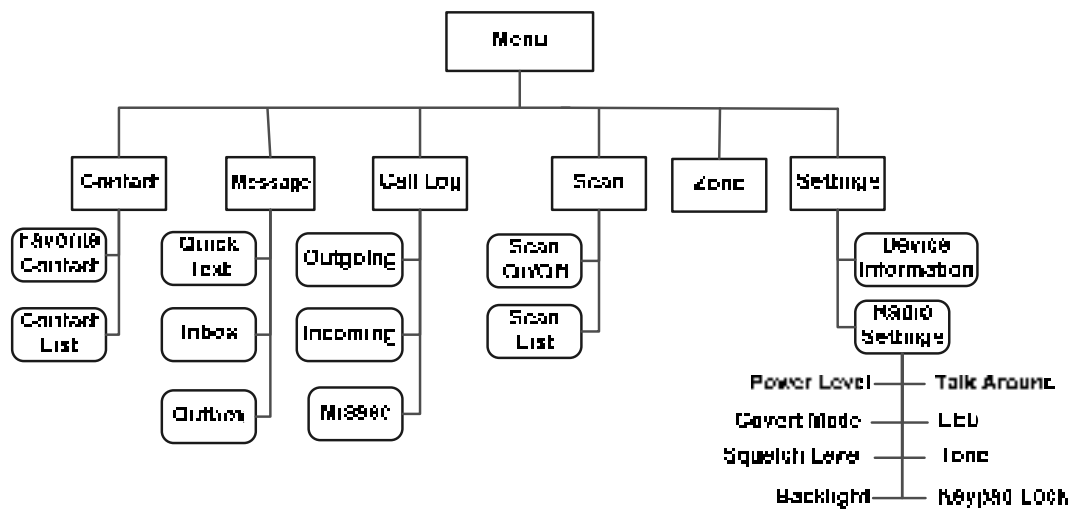 Menu
Contact
Message
Call Log
Scan
Zone
Settings
Favorite
Contact
Quick
Text
Outgoing
Scan
On/Off
Device
Information
Contact
List
Inbox
Incoming
Scan
List
Radio
Settings
Outbox
Missed
Power Level
Talk Around
Covert Mode
LED
Squelch Level
Tone
Backlight
Keypad Lock